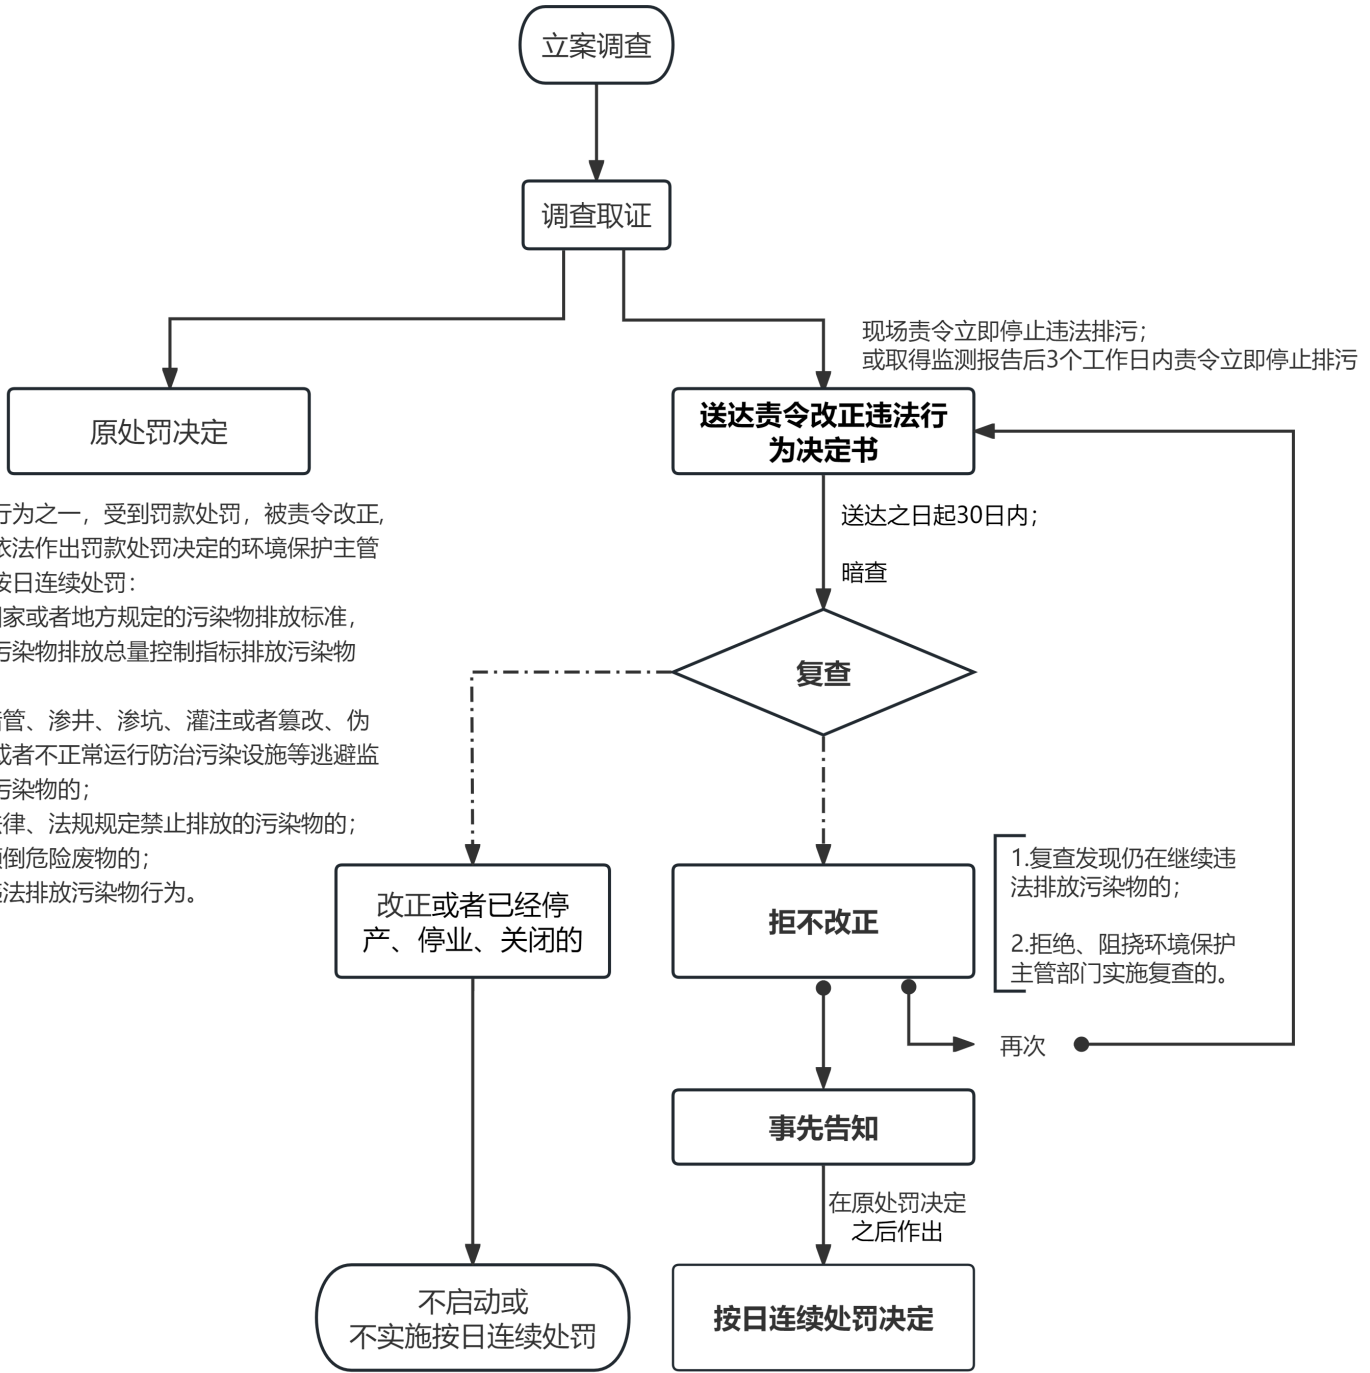 立案调查
调查取证
现场责令立即停止违法排污；
或取得监测报告后3个工作日内责令立即停止排污
原处罚决定
送达责令改正违法行
为决定书
行为之一，受到罚款处罚，被责令改正,
依法作出罚款处罚决定的环境保护主管
按日连续处罚：
家或者地方规定的污染物排放标准，
污染物排放总量控制指标排放污染物
管、渗井、渗坑、灌注或者篡改、伪
或者不正常运行防治污染设施等逃避监
污染物的；
律、法规规定禁止排放的污染物的；
倒危险废物的；
法排放污染物行为。
送达之日起30日内；
暗查
复查
改正或者已经停
产、停业、关闭的
拒不改正
1.复查发现仍在继续违
法排放污染物的；
2.拒绝、阻挠环境保护
主管部门实施复查的。
再次
事先告知
在原处罚决定
之后作出
不启动或
不实施按日连续处罚
按日连续处罚决定